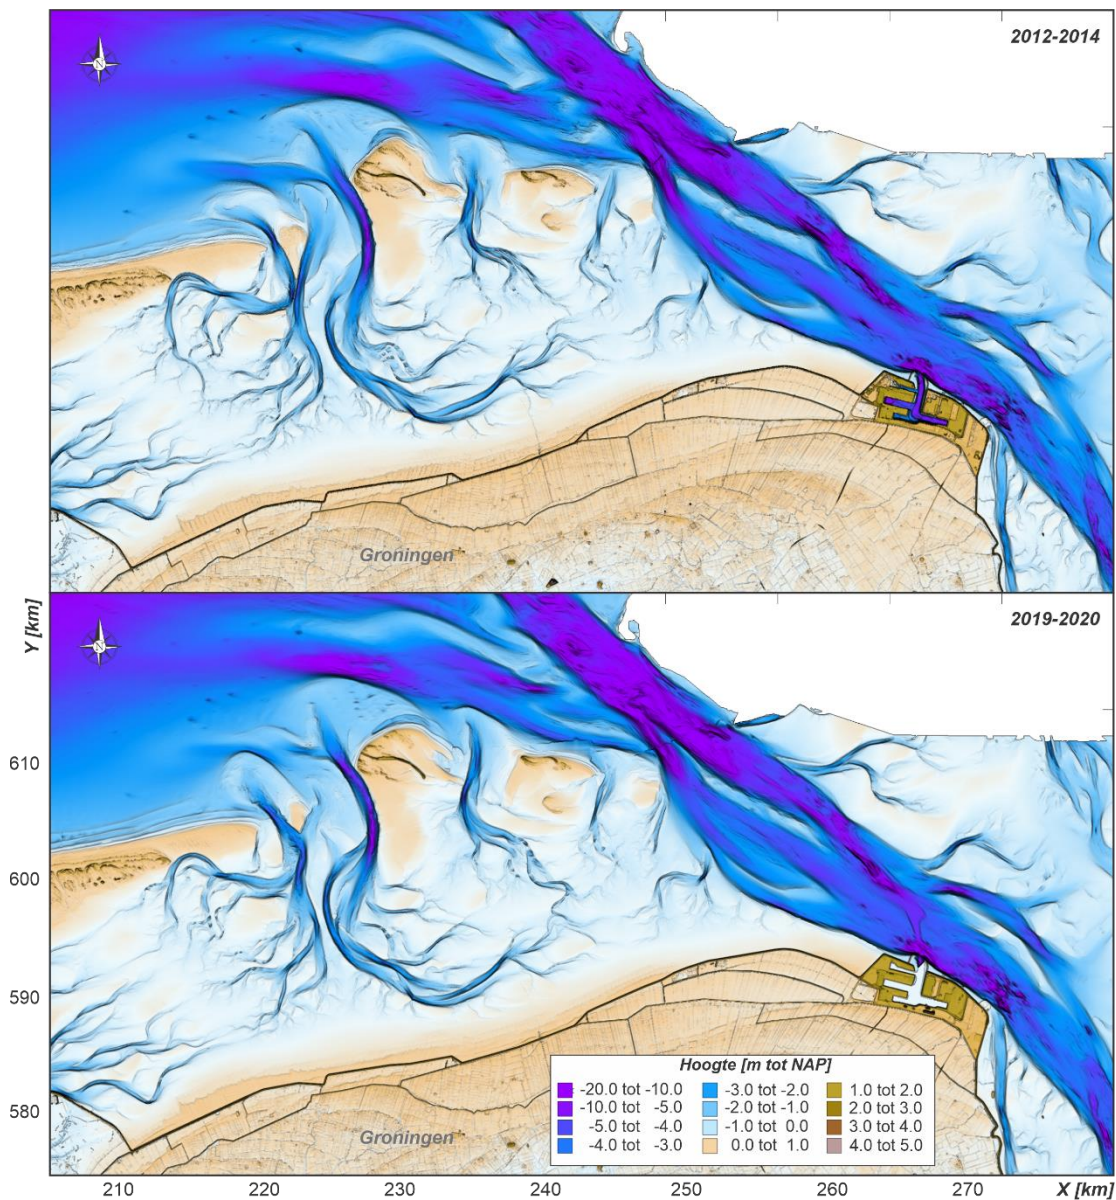 2012-2014
N
Groningen
2019-2020
N
Y [km]
610
600
590
580
Groningen
Hoogte [m tot NAP]
-20.0 tot -10.0 -3.0 tot -2.0 1.0 tot 2.0
-10.0 tot -5.0 -2.0 tot -1.0 2.0 tot 3.0
-5.0 tot -4.0 -1.0 tot 0.0 3.0 tot 4.0
-4.0 tot -3.0 0.0 tot 1.0 4.0 tot 5.0
210 220 230 240 250 260 270 X [km]